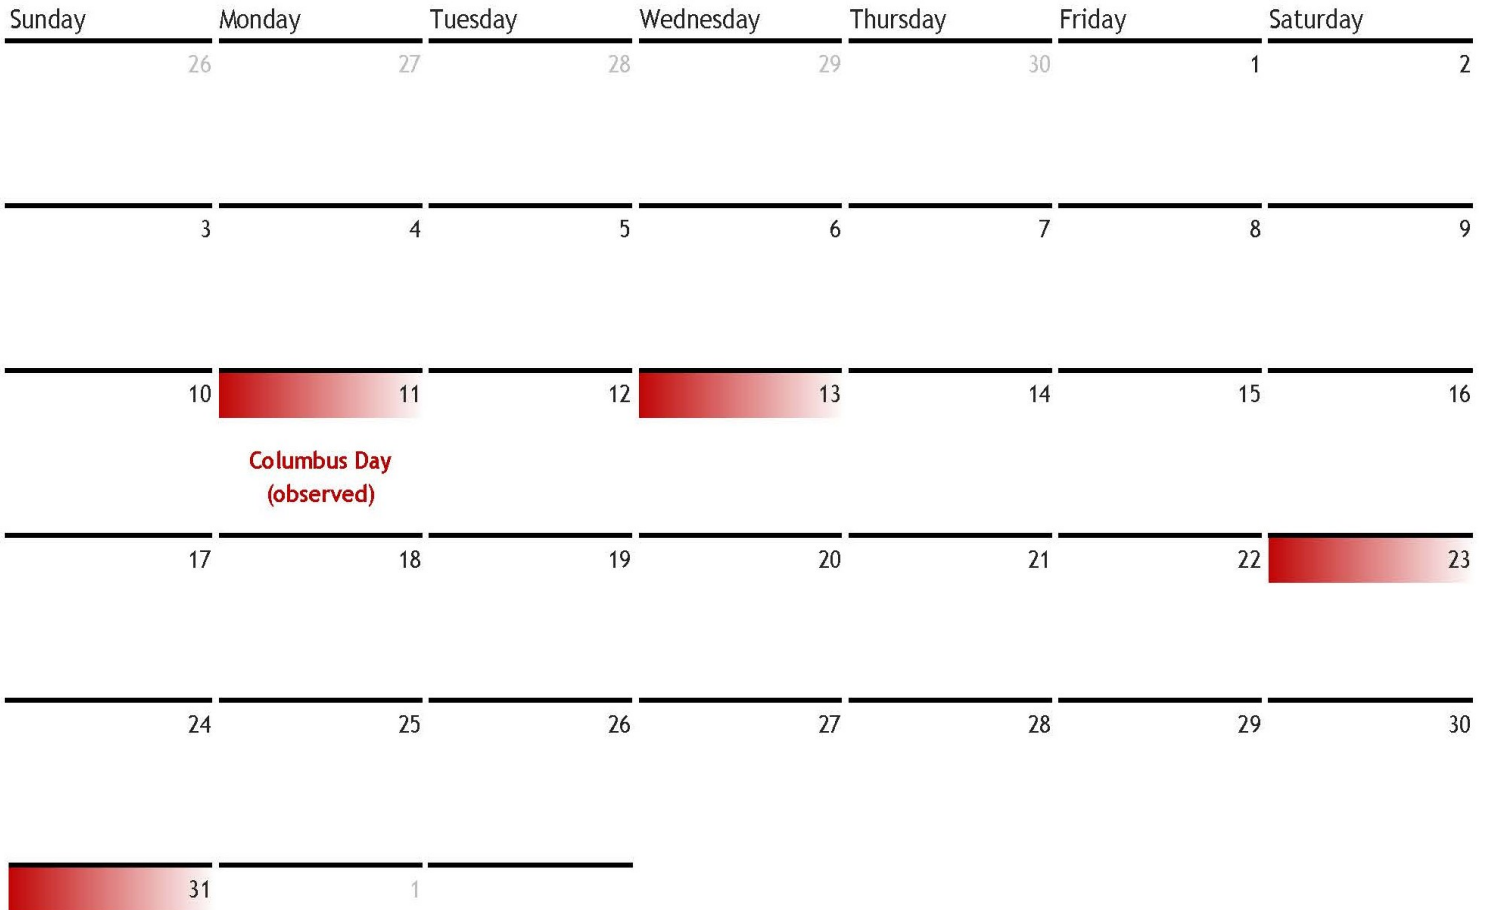 Sunday Monday Tuesday Wednesday Thursday Friday Saturday
26 27 28 29 30 1 2
3 4 5 6 7 8 9
10 11 12 13 14 15 16
Columbus Day
(observed)
17 18 19 20 21 22 23
24 25 26 27 28 29 30
31 1